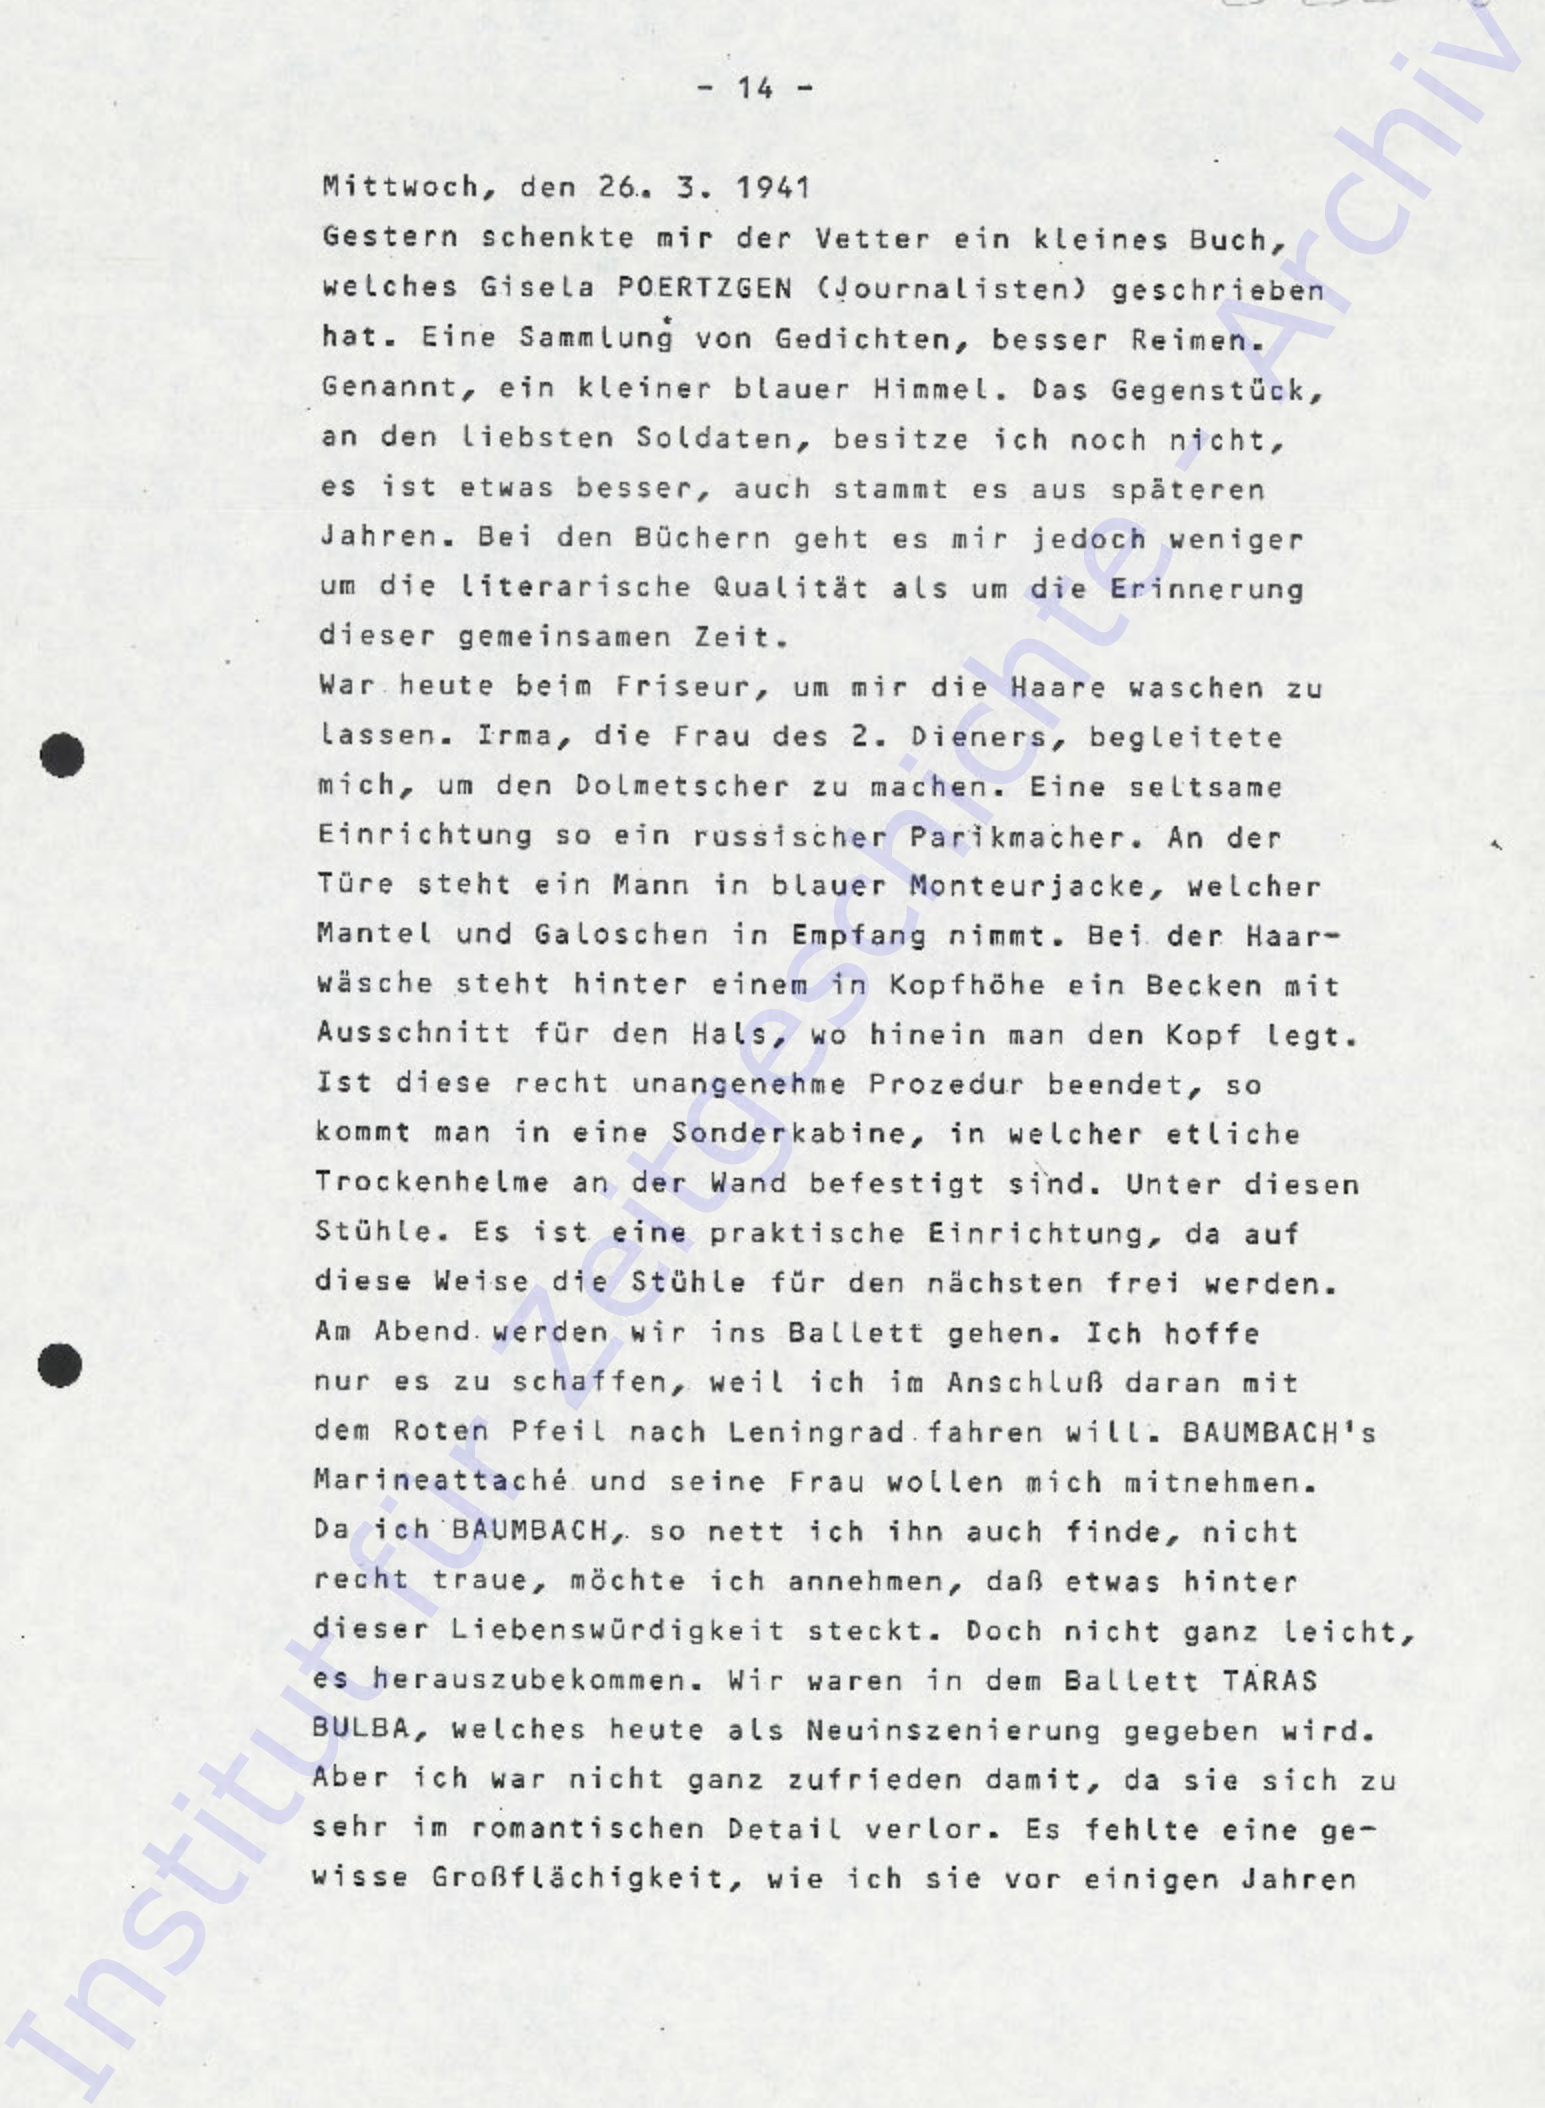 - 14 -
Mittwoch, den 26. 3. 1941
Gestern schenkte mir der Vetter ein kleines Buch,
welches Gisela POERTZGEN (Journalisten) geschrieben
hat. Eine Sammlung von Gedichten, besser Reimen.
Genannt, ein kleiner blauer Himmel. Das Gegenstück,
an den liebsten Soldaten, besitze ich noch nicht,
es ist etwas besser, auch stammt es aus späteren
Jahren. Bei den Büchern geht es mir jedoch weniger
um die literarische Qualität als um die Erinnerung
dieser gemeinsamen Zeit.
War heute beim Friseur, um mir die Haare waschen zu
lassen. Irma, die Frau des 2. Dieners, begleitete
mich, um den Dolmetscher zu machen. Eine seltsame
Einrichtung so ein russischer Parikmacher. An der
Türe steht ein Mann in blauer Monteurjacke, welcher
Mantel und Galoschen in Empfang nimmt. Bei der Haar-
wäsche steht hinter einem in Kopfhöhe ein Becken mit
Ausschnitt für den Hals, wo hinein man den Kopf legt.
Ist diese recht unangenehme Prozedur beendet, so
kommt man in eine Sonderkabine, in welcher etliche
Trockenhelme an der Wand befestigt sind. Unter diesen
Stühle. Es ist eine praktische Einrichtung, da auf
diese Weise die Stühle für den nächsten frei werden.
Am Abend werden wir ins Ballett gehen. Ich hoffe
nur es zu schaffen, weil ich im Anschluß daran mit
dem Roten Pfeil nach Leningrad fahren will. BAUMBACH's
Marineattaché und seine Frau wollen mich mitnehmen.
Da ich BAUMBACH, so nett ich ihn auch finde, nicht
recht traue, möchte ich annehmen, daß etwas hinter
dieser Liebenswürdigkeit steckt. Doch nicht ganz leicht,
es herauszubekommen. Wir waren in dem Ballett TARAS
BULBA, welches heute als Neuinszenierung gegeben wird.
Aber ich war nicht ganz zufrieden damit, da sie sich zu
sehr im romantischen Detail verlor. Es fehlte eine ge-
wisse Großflächigkeit, wie ich sie vor einigen Jahren
Institut für Zeitgeschichte - Archiv